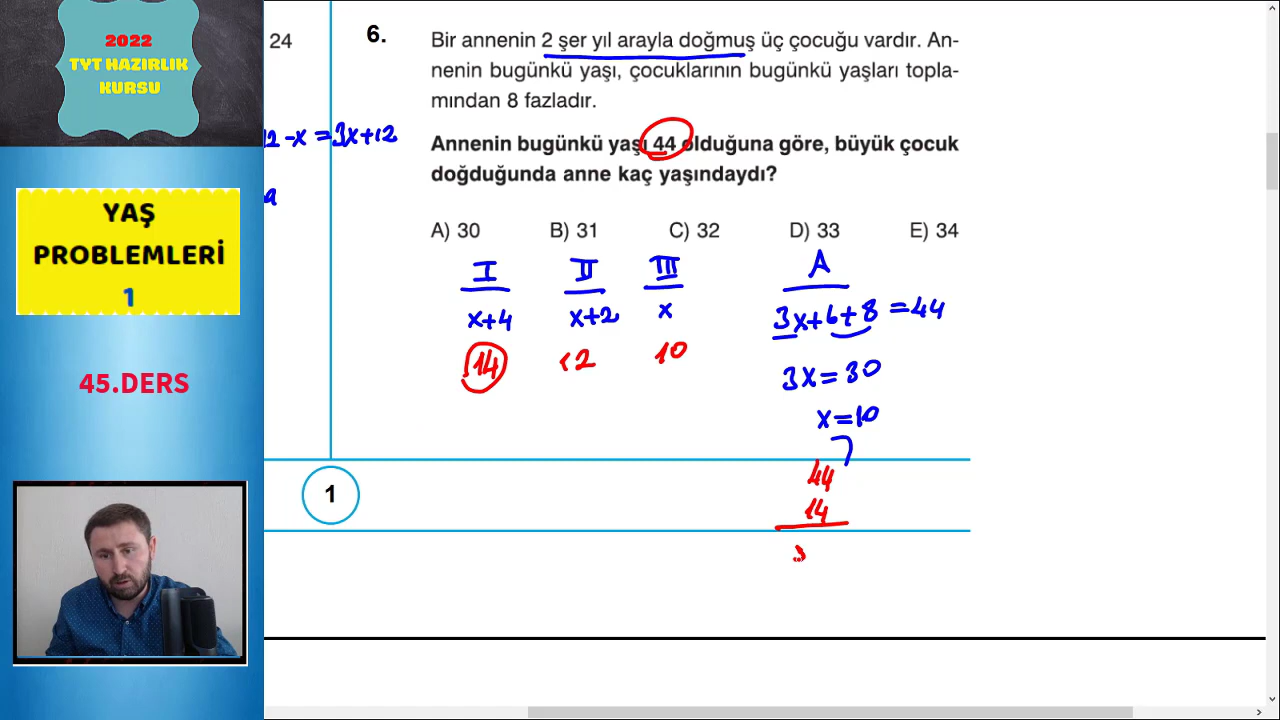 2022
TYT HAZIRLIK
KURSU
YAŞ
PROBLEMLERİ
1
45.DERS
24
12-x=3x+12
a
6.
Bir annenin 2 şer yıl arayla doğmuş üç çocuğu vardır. An-
nenin bugünkü yaşı, çocuklarının bugünkü yaşları topla-
mından 8 fazladır.
Annenin bugünkü yaşı 44 olduğuna göre, büyük çocuk
doğduğunda anne kaç yaşındaydı?
A) 30 B) 31 C) 32 D) 33 E) 34
I II III A
x+4 x+2 x 3x+6+8=44
14 12 10
3x=30
x=10
44
14
1